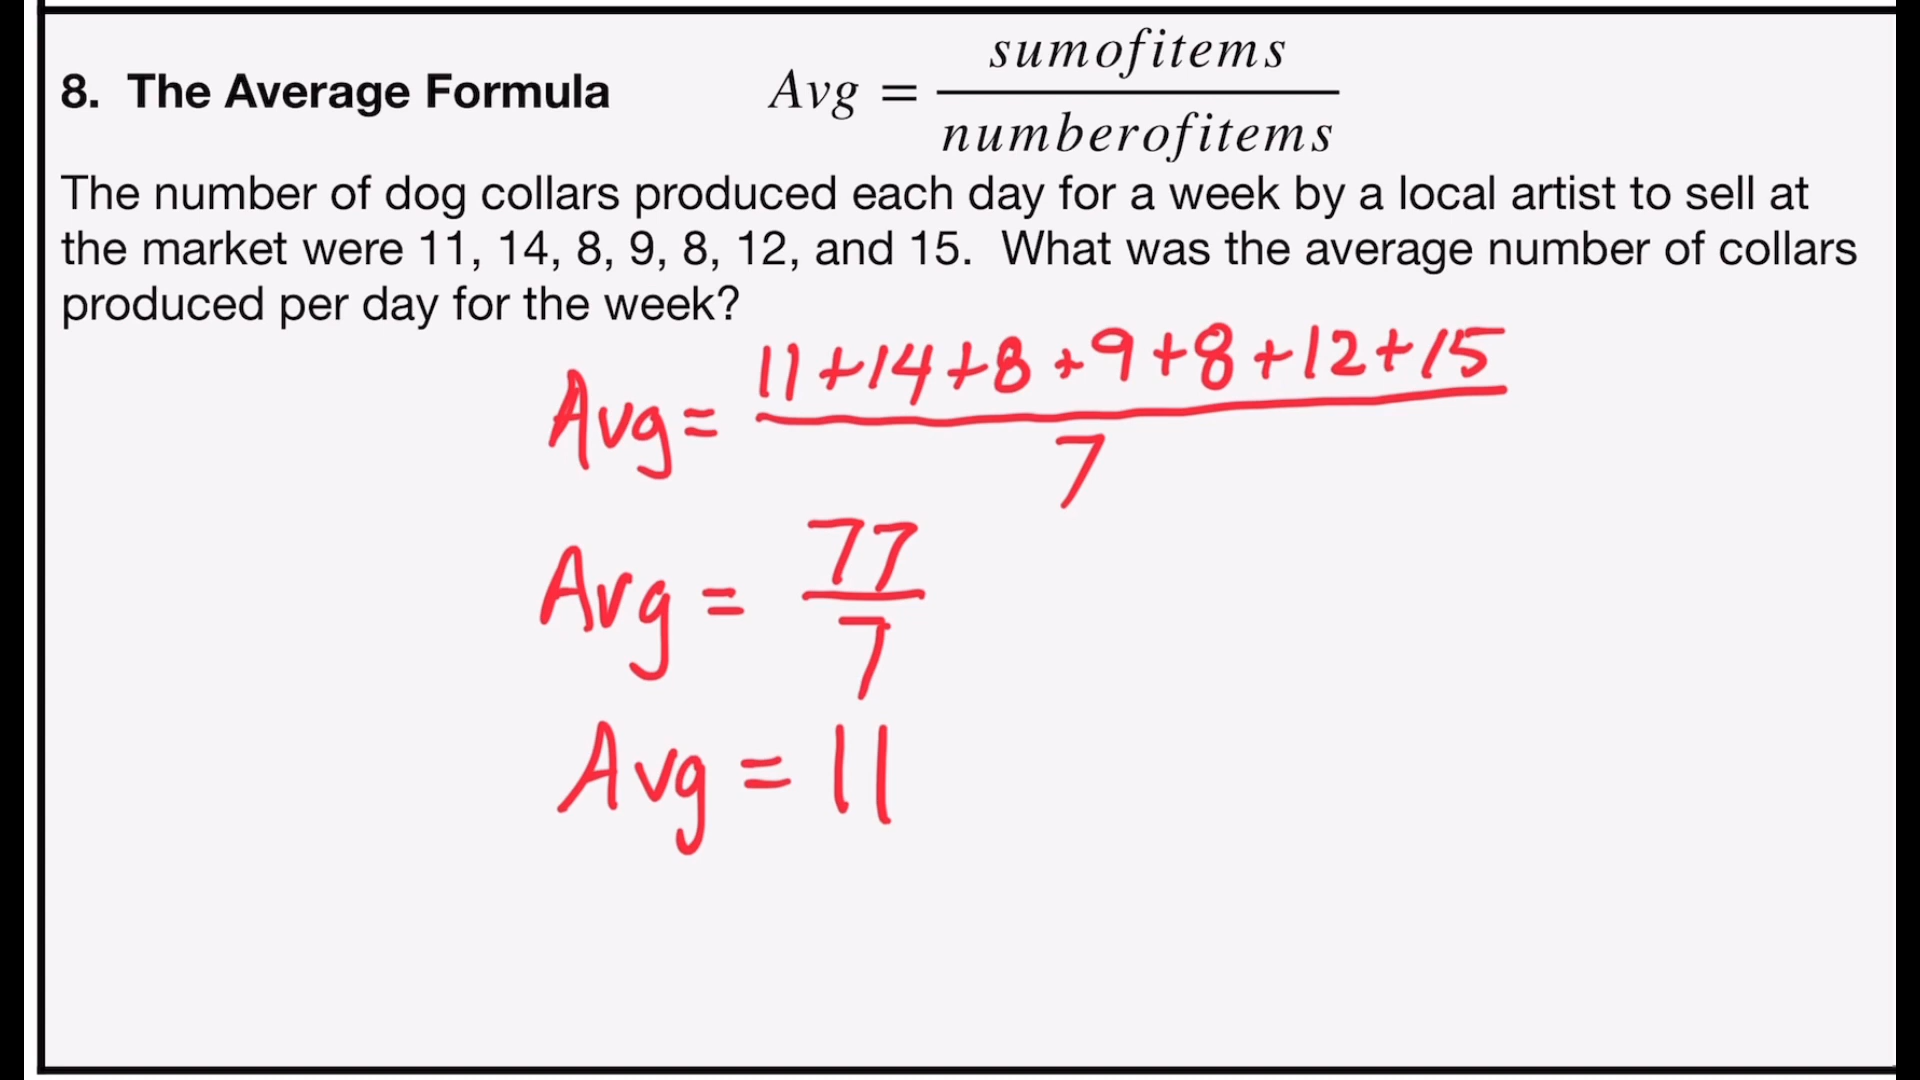 8. The Average Formula Avg = sumofitems / numberofitems
The number of dog collars produced each day for a week by a local artist to sell at
the market were 11, 14, 8, 9, 8, 12, and 15. What was the average number of collars
produced per day for the week?
Avg = 11+14+8+9+8+12+15 / 7
Avg = 77 / 7
Avg = 11